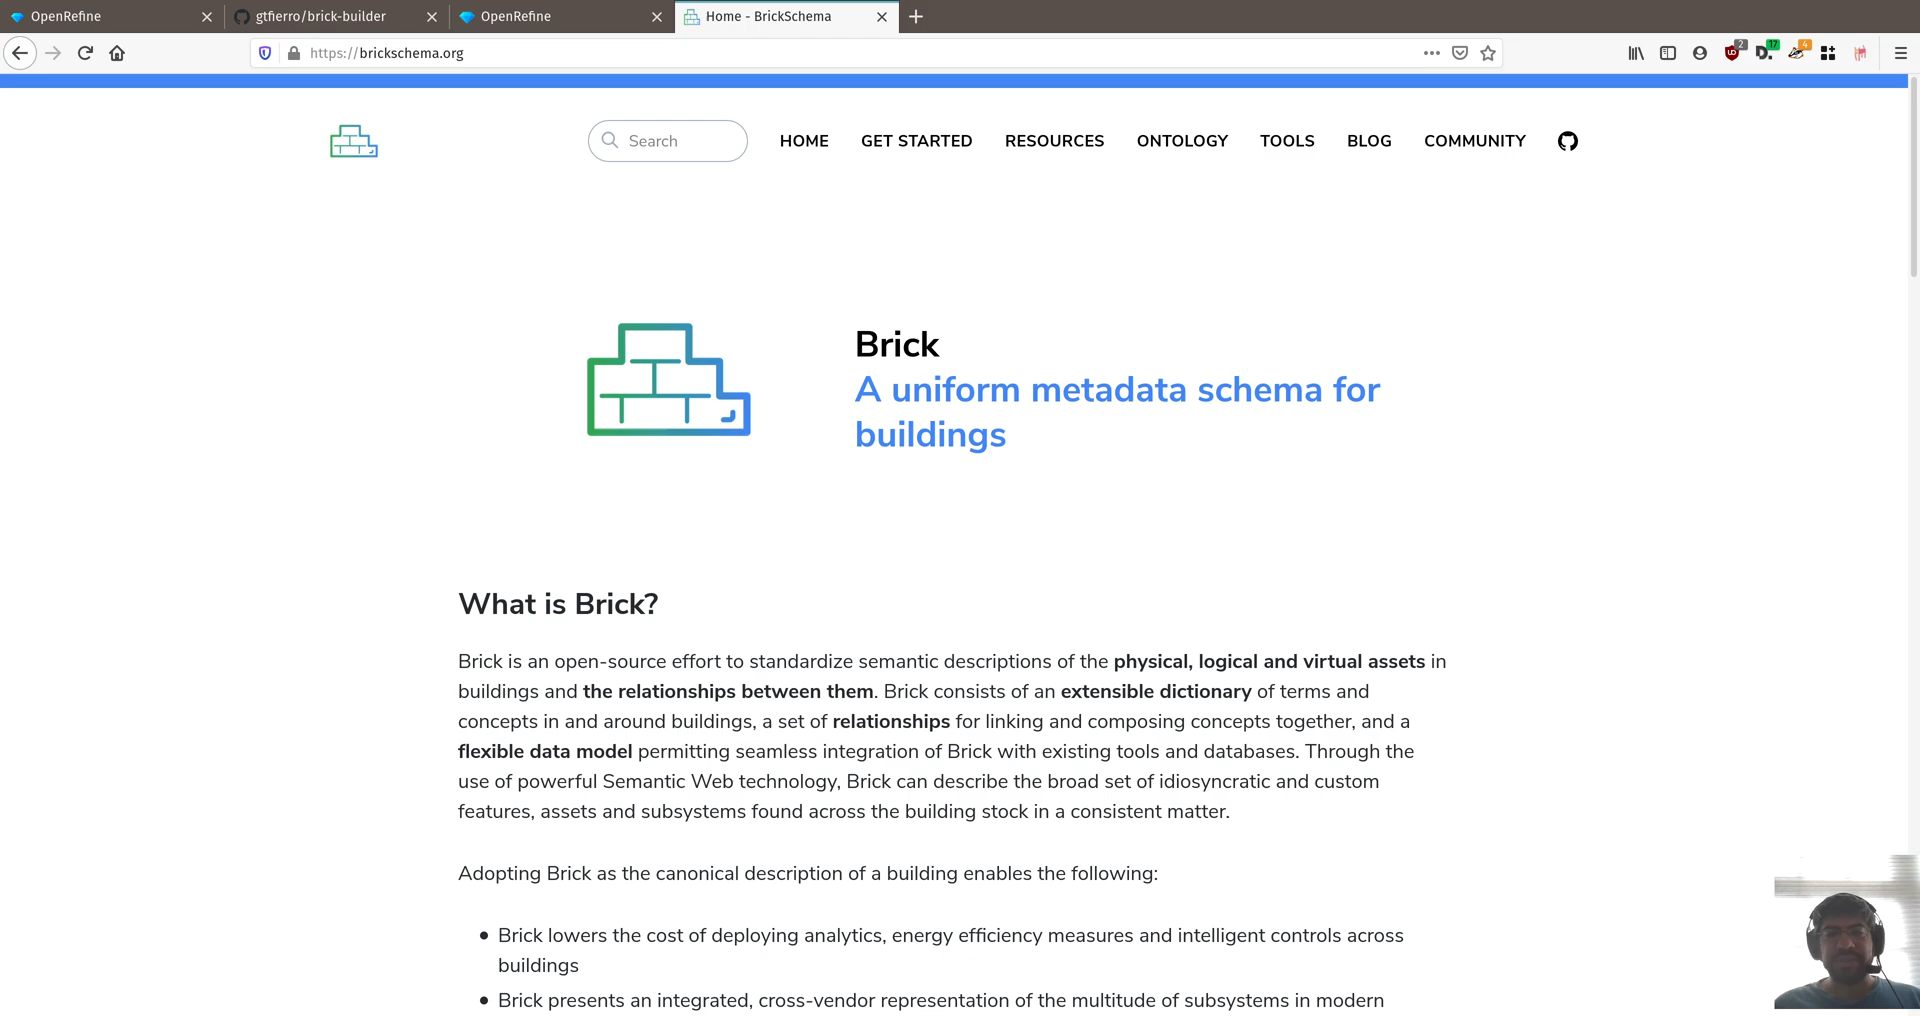 OpenRefine
gtfierro/brick-builder
OpenRefine
Home - BrickSchema
https://brickschema.org
2
17
4
Search
HOME
GET STARTED
RESOURCES
ONTOLOGY
TOOLS
BLOG
COMMUNITY
Brick
A uniform metadata schema for
buildings
What is Brick?
Brick is an open-source effort to standardize semantic descriptions of the physical, logical and virtual assets in
buildings and the relationships between them. Brick consists of an extensible dictionary of terms and
concepts in and around buildings, a set of relationships for linking and composing concepts together, and a
flexible data model permitting seamless integration of Brick with existing tools and databases. Through the
use of powerful Semantic Web technology, Brick can describe the broad set of idiosyncratic and custom
features, assets and subsystems found across the building stock in a consistent matter.
Adopting Brick as the canonical description of a building enables the following:
• Brick lowers the cost of deploying analytics, energy efficiency measures and intelligent controls across
buildings
• Brick presents an integrated, cross-vendor representation of the multitude of subsystems in modern